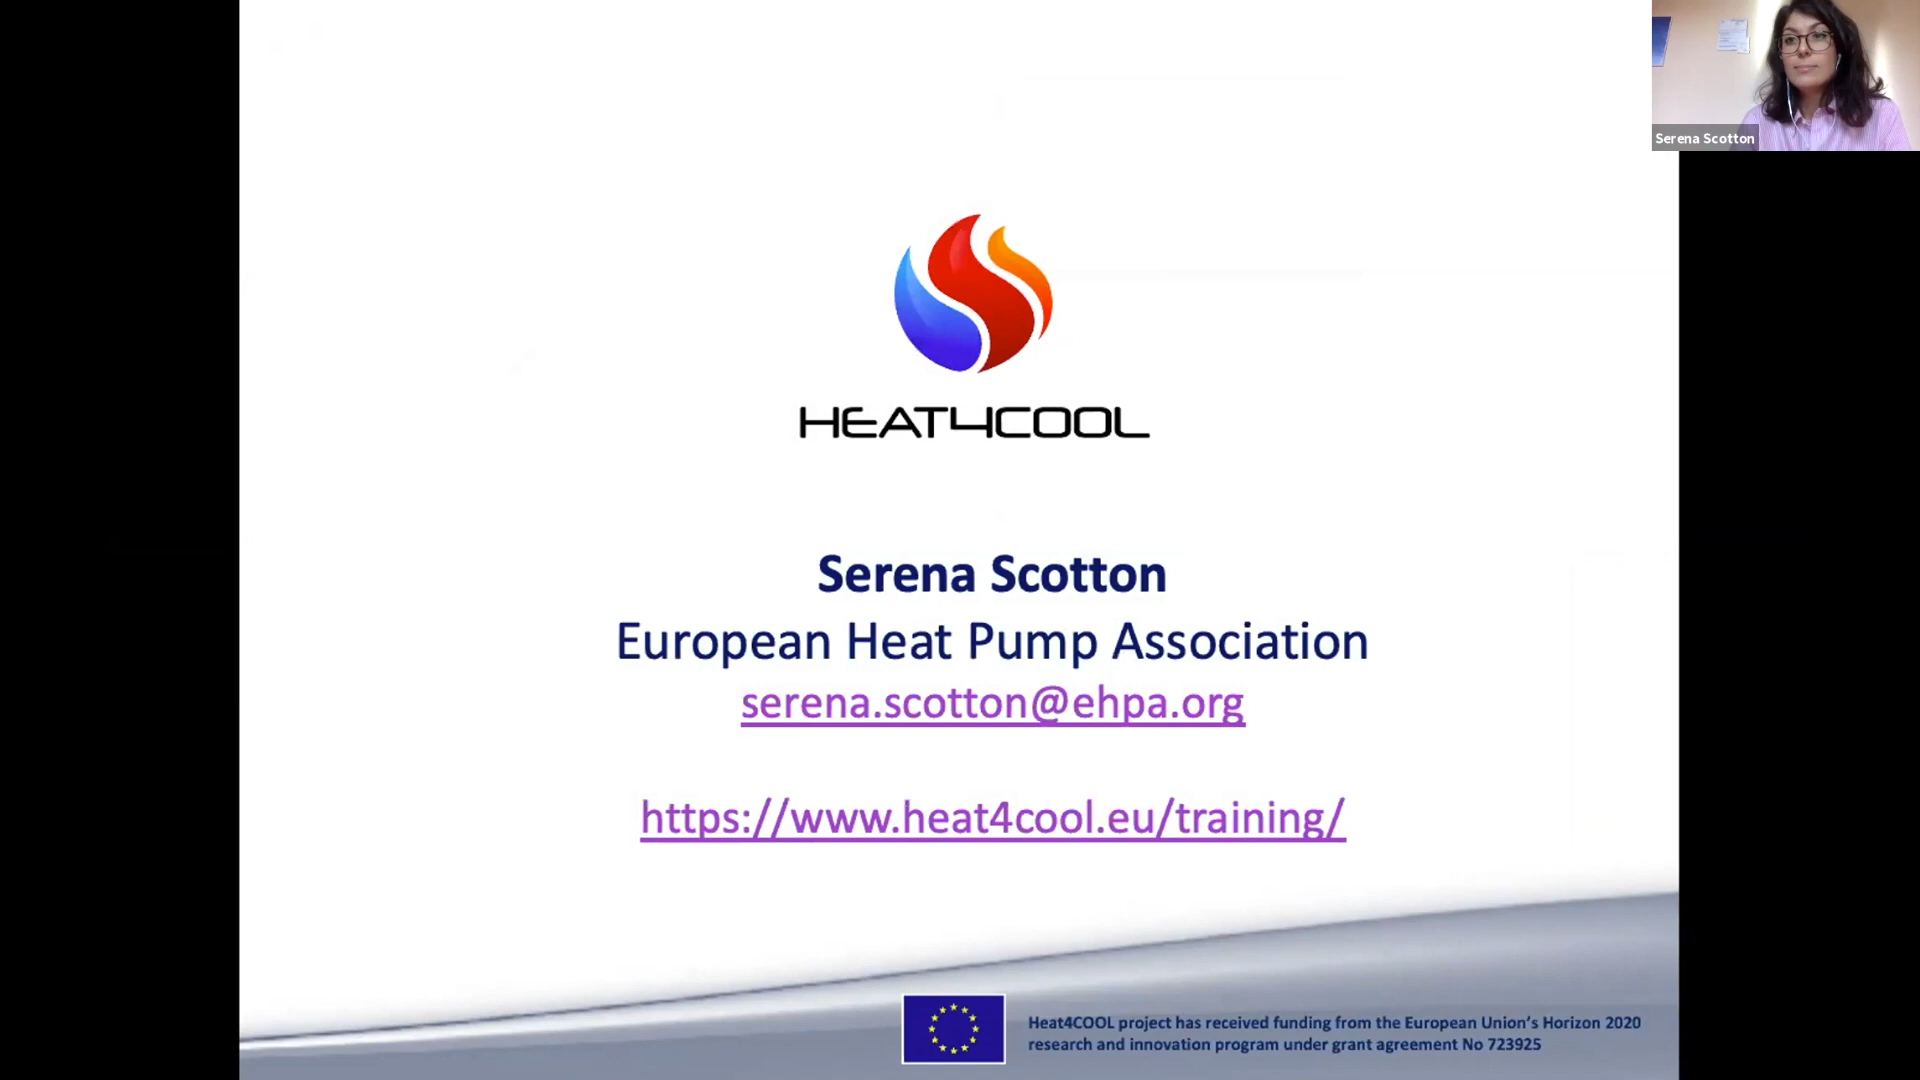 Serena Scotton
HEAT4COOL
Serena Scotton
European Heat Pump Association
serena.scotton@ehpa.org
https://www.heat4cool.eu/training/
Heat4COOL project has received funding from the European Union's Horizon 2020
research and innovation program under grant agreement No 723925